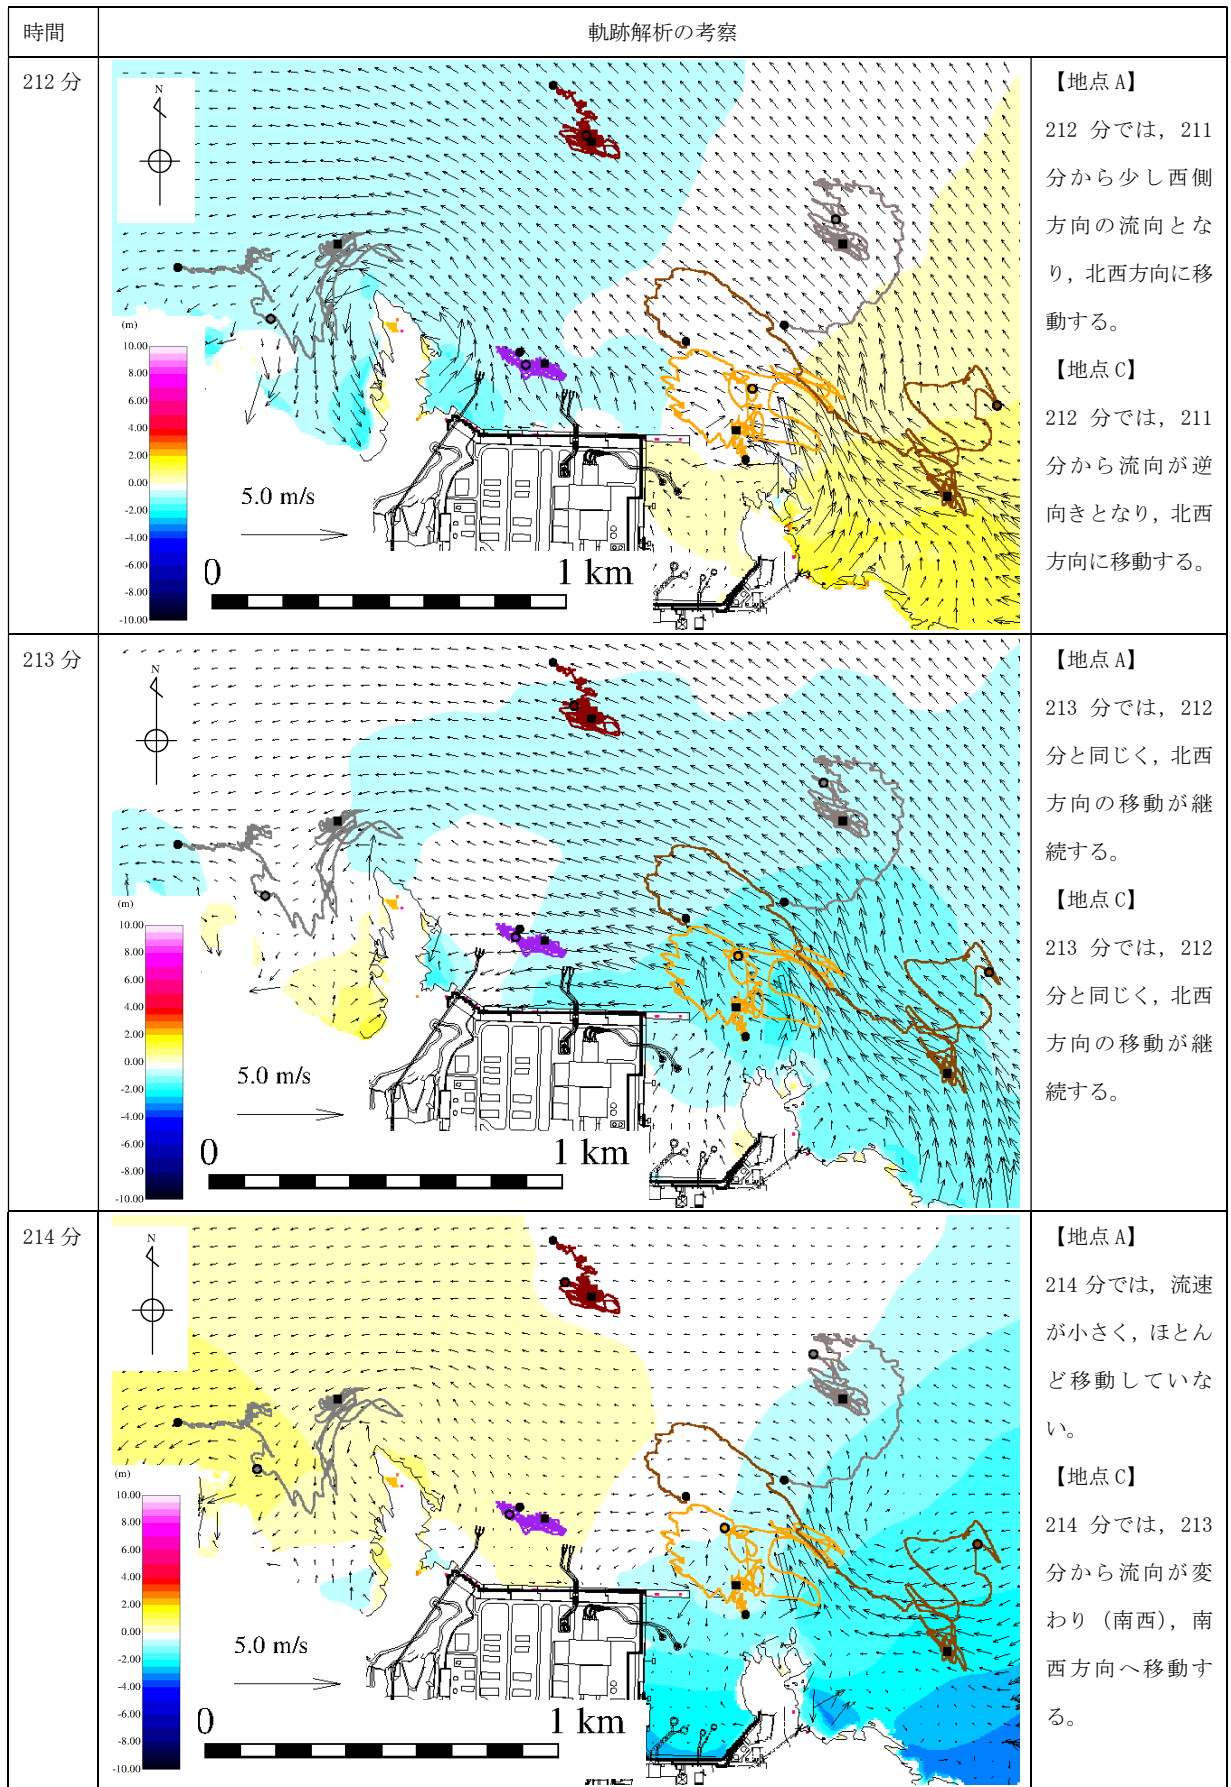 時間
軌跡解析の考察
212 分
N
(m)
10.00
8.00
6.00
4.00
2.00
0.00
-2.00
-4.00
-6.00
-8.00
-10.00
5.0 m/s
0
1 km
【地点 A】
212 分では，211
分から少し西側
方向の流向とな
り，北西方向に移
動する。
【地点 C】
212 分では，211
分から流向が逆
向きとなり，北西
方向に移動する。
213 分
N
(m)
10.00
8.00
6.00
4.00
2.00
0.00
-2.00
-4.00
-6.00
-8.00
-10.00
5.0 m/s
0
1 km
【地点 A】
213 分では，212
分と同じく，北西
方向の移動が継
続する。
【地点 C】
213 分では，212
分と同じく，北西
方向の移動が継
続する。
214 分
N
(m)
10.00
8.00
6.00
4.00
2.00
0.00
-2.00
-4.00
-6.00
-8.00
-10.00
5.0 m/s
0
1 km
【地点 A】
214 分では，流速
が小さく，ほとん
ど移動していな
い。
【地点 C】
214 分では，213
分から流向が変
わり（南西），南
西方向へ移動す
る。